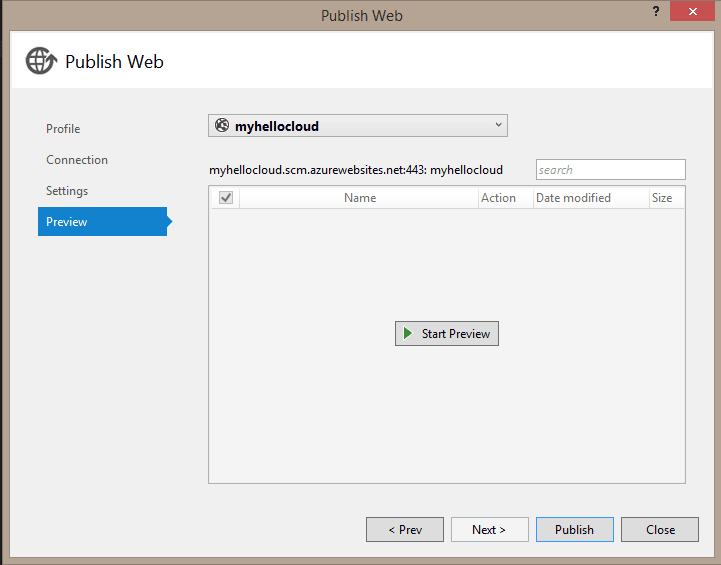 Publish Web
?
Publish Web
Profile
Connection
Settings
Preview
myhellocloud
myhellocloud.scm.azurewebsites.net:443: myhellocloud
search
Name Action Date modified Size
Start Preview
< Prev Next > Publish Close